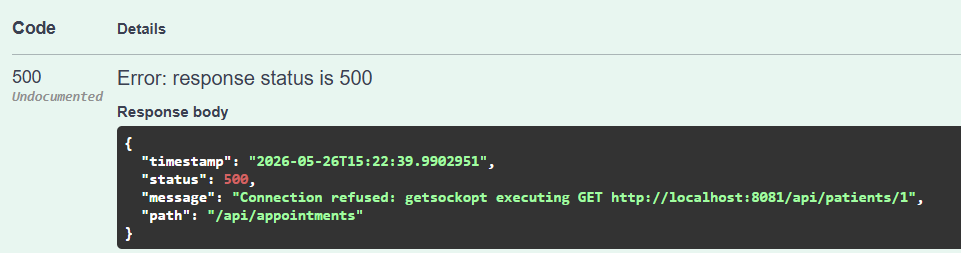 Code Details
500 Error: response status is 500
Undocumented
Response body
{
"timestamp": "2026-05-26T15:22:39.9902951",
"status": 500,
"message": "Connection refused: getsockopt executing GET http://localhost:8081/api/patients/1",
"path": "/api/appointments"
}